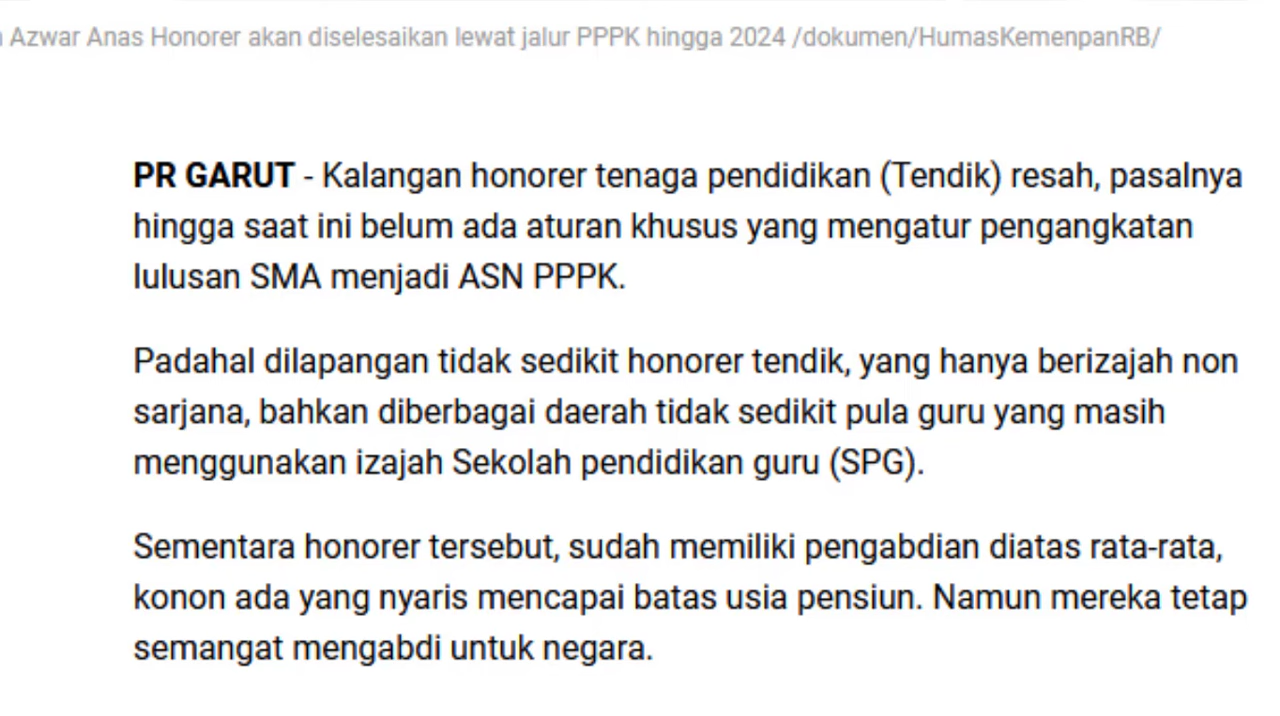 Azwar Anas Honorer akan diselesaikan lewat jalur PPPK hingga 2024 /dokumen/HumasKemenpanRB/
PR GARUT - Kalangan honorer tenaga pendidikan (Tendik) resah, pasalnya
hingga saat ini belum ada aturan khusus yang mengatur pengangkatan
lulusan SMA menjadi ASN PPPK.
Padahal dilapangan tidak sedikit honorer tendik, yang hanya berizajah non
sarjana, bahkan diberbagai daerah tidak sedikit pula guru yang masih
menggunakan izajah Sekolah pendidikan guru (SPG).
Sementara honorer tersebut, sudah memiliki pengabdian diatas rata-rata,
konon ada yang nyaris mencapai batas usia pensiun. Namun mereka tetap
semangat mengabdi untuk negara.